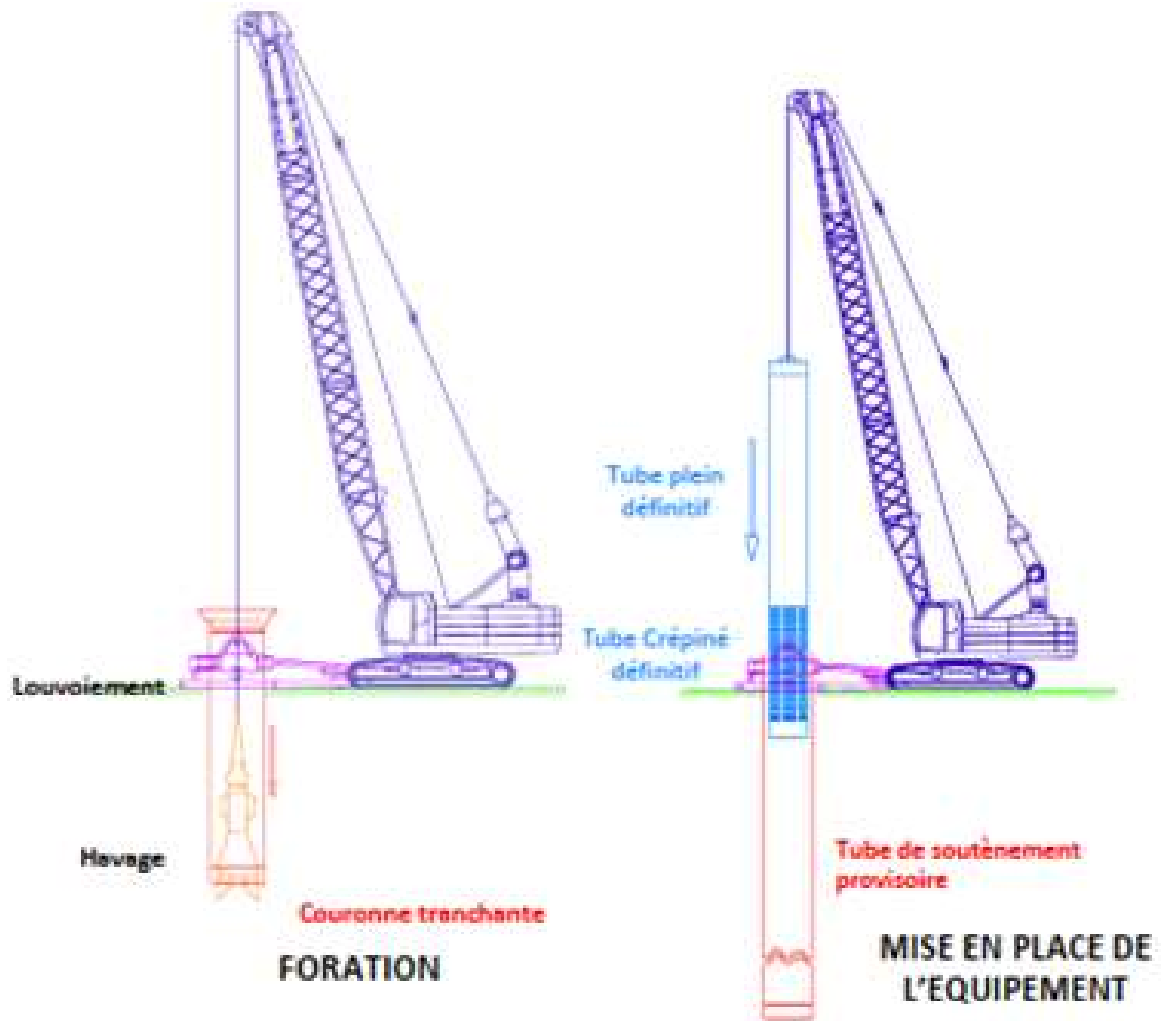 Louvoiement
Havage
Couronne tranchante
FORATION
Tube plein
définitif
Tube Crépiné
définitif
Tube de soutènement
provisoire
MISE EN PLACE DE
L'EQUIPEMENT